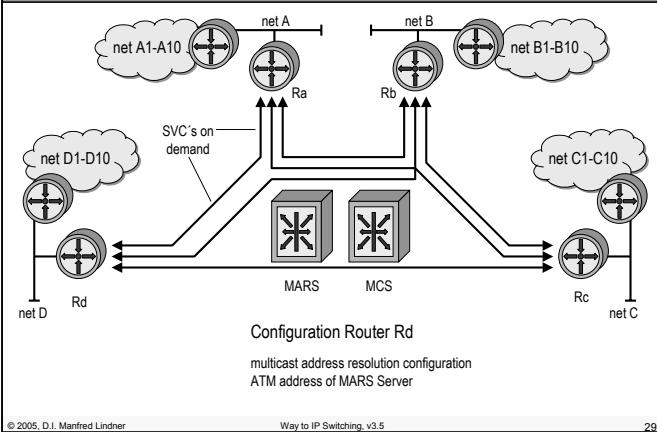 net A
net B
net A1-A10
net B1-B10
Ra
Rb
SVC´s on
demand
net D1-D10
net C1-C10
MARS
MCS
Rd
Rc
net D
net C
Configuration Router Rd
multicast address resolution configuration
ATM address of MARS Server
© 2005, D.I. Manfred Lindner
Way to IP Switching, v3.5
29